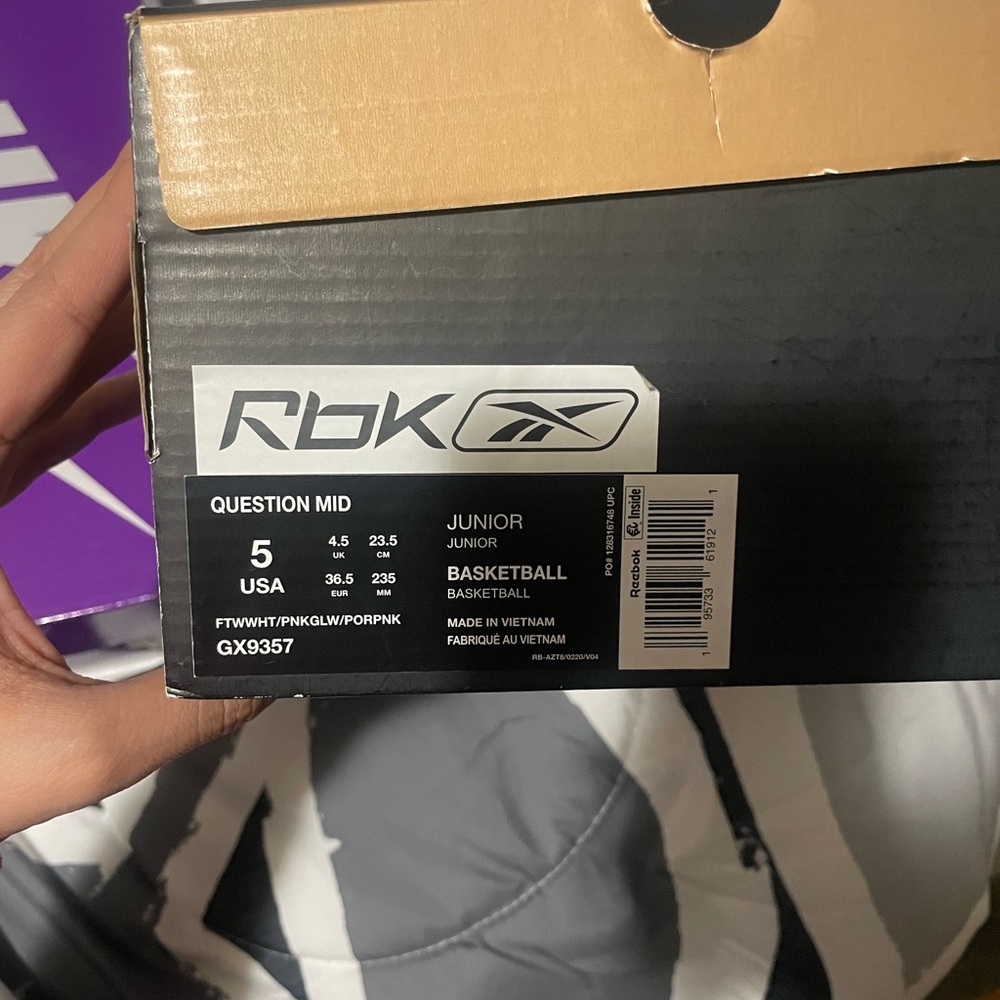 Rbk
QUESTION MID
5
USA
4.5
UK
23.5
CM
36.5
EUR
235
MM
FTWWHT/PNKGLW/PORPNK
GX9357
JUNIOR
JUNIOR
BASKETBALL
BASKETBALL
MADE IN VIETNAM
FABRIQUÉ AU VIETNAM
RB-AZT8/0220/V04
PO# 128316748 UPC
Reebok Inside
1 95733 61912 1